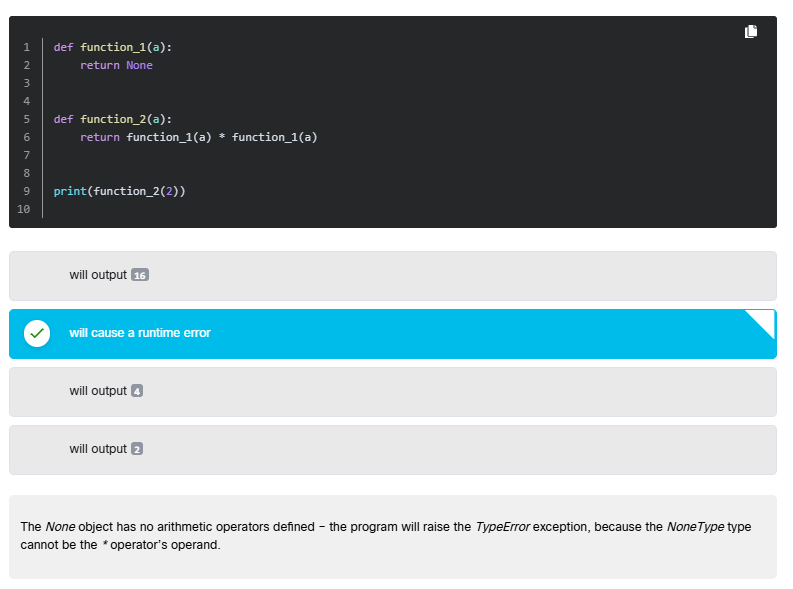 1 def function_1(a):
2     return None
3
4
5 def function_2(a):
6     return function_1(a) * function_1(a)
7
8
9 print(function_2(2))
10
will output 16
will cause a runtime error
will output 4
will output 2
The None object has no arithmetic operators defined – the program will raise the TypeError exception, because the NoneType type
cannot be the * operator’s operand.